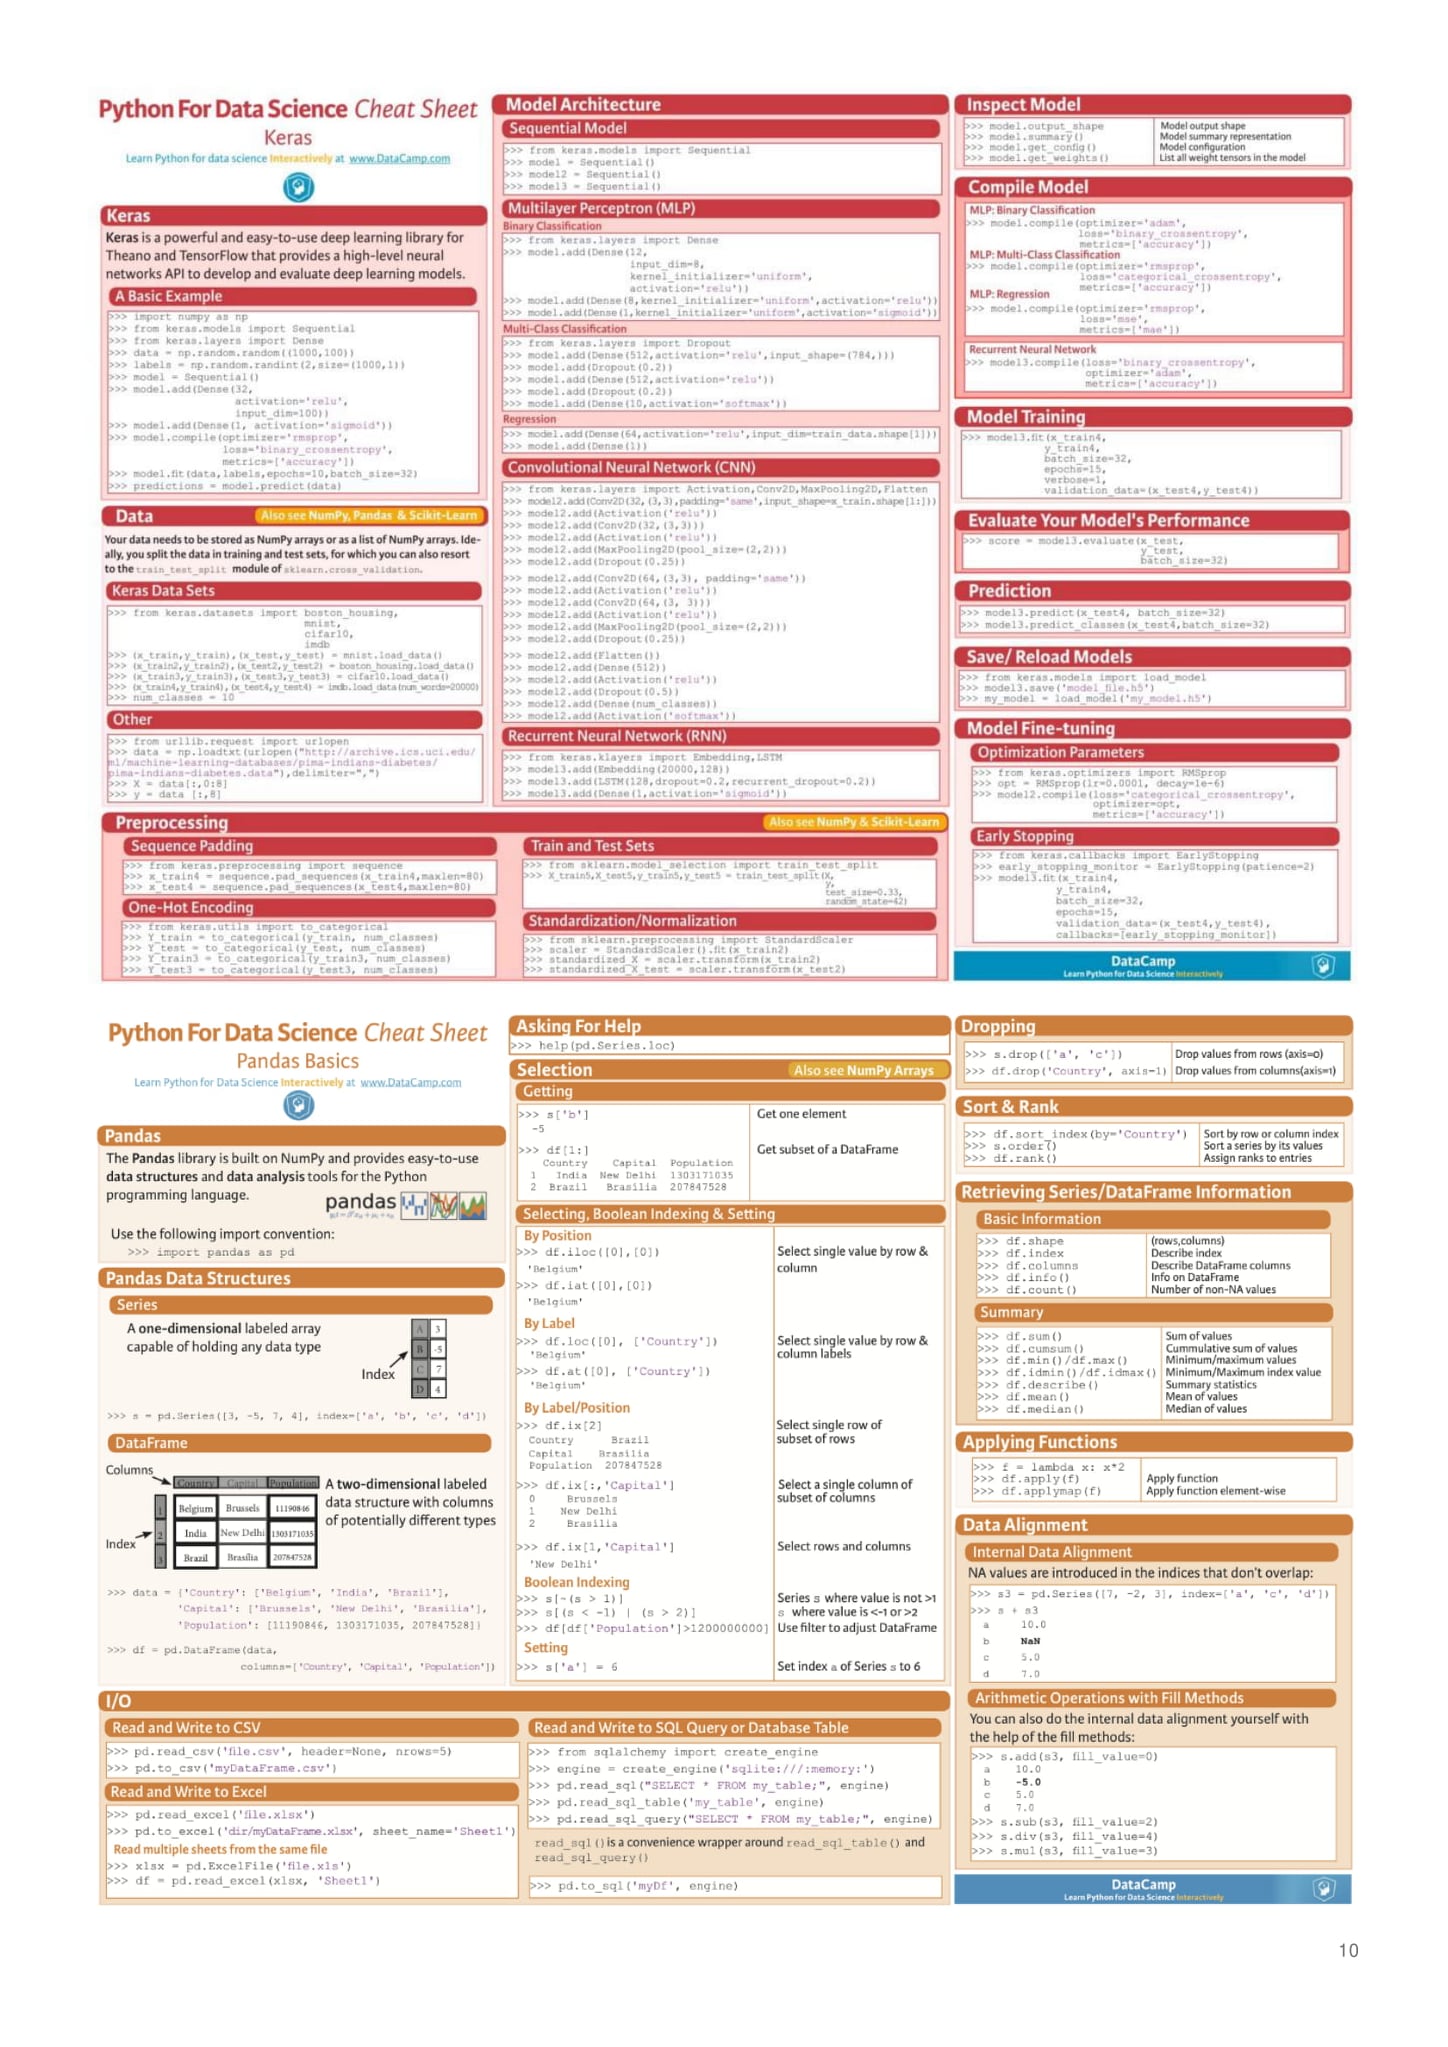 Python For Data Science Cheat Sheet
Keras
Learn Python for data science Interactively at www.DataCamp.com
Keras
Keras is a powerful and easy-to-use deep learning library for
Theano and TensorFlow that provides a high-level neural
networks API to develop and evaluate deep learning models.
A Basic Example
>>> import numpy as np
>>> from keras.models import Sequential
>>> from keras.layers import Dense
>>> data = np.random.random((1000,100))
>>> labels = np.random.randint(2,size=(1000,1))
>>> model = Sequential()
>>> model.add(Dense(32,
activation='relu',
input_dim=100))
>>> model.add(Dense(1, activation='sigmoid'))
>>> model.compile(optimizer='rmsprop',
loss='binary_crossentropy',
metrics=['accuracy'])
>>> model.fit(data,labels,epochs=10,batch_size=32)
>>> predictions = model.predict(data)
Data
Also see NumPy, Pandas & Scikit-Learn
Your data needs to be stored as NumPy arrays or as a list of NumPy arrays. Ide-
ally, you split the data in training and test sets, for which you can also resort
to the train_test_split module of sklearn.cross_validation.
Keras Data Sets
>>> from keras.datasets import boston_housing,
mnist,
cifar10,
imdb
>>> (x_train,y_train),(x_test,y_test) = mnist.load_data()
>>> (x_train2,y_train2),(x_test2,y_test2) = boston_housing.load_data()
>>> (x_train3,y_train3),(x_test3,y_test3) = cifar10.load_data()
>>> (x_train4,y_train4),(x_test4,y_test4) = imdb.load_data(num_words=20000)
>>> num_classes = 10
Other
>>> from urllib.request import urlopen
>>> data = np.loadtxt(urlopen("http://archive.ics.uci.edu/
ml/machine-learning-databases/pima-indians-diabetes/
pima-indians-diabetes.data"),delimiter=",")
>>> X = data[:,0:8]
>>> y = data [:,8]
Model Architecture
Sequential Model
>>> from keras.models import Sequential
>>> model = Sequential()
>>> model2 = Sequential()
>>> model3 = Sequential()
Multilayer Perceptron (MLP)
Binary Classification
>>> from keras.layers import Dense
>>> model.add(Dense(12,
input_dim=8,
kernel_initializer='uniform',
activation='relu'))
>>> model.add(Dense(8,kernel_initializer='uniform',activation='relu'))
>>> model.add(Dense(1,kernel_initializer='uniform',activation='sigmoid'))
Multi-Class Classification
>>> from keras.layers import Dropout
>>> model.add(Dense(512,activation='relu',input_shape=(784,)))
>>> model.add(Dropout(0.2))
>>> model.add(Dense(512,activation='relu'))
>>> model.add(Dropout(0.2))
>>> model.add(Dense(10,activation='softmax'))
Regression
>>> model.add(Dense(64,activation='relu',input_dim=train_data.shape[1]))
>>> model.add(Dense(1))
Convolutional Neural Network (CNN)
>>> from keras.layers import Activation,Conv2D,MaxPooling2D,Flatten
>>> model2.add(Conv2D(32,(3,3),padding='same',input_shape=x_train.shape[1:]))
>>> model2.add(Activation('relu'))
>>> model2.add(Conv2D(32,(3,3)))
>>> model2.add(Activation('relu'))
>>> model2.add(MaxPooling2D(pool_size=(2,2)))
>>> model2.add(Dropout(0.25))
>>> model2.add(Conv2D(64,(3,3), padding='same'))
>>> model2.add(Activation('relu'))
>>> model2.add(Conv2D(64,(3, 3)))
>>> model2.add(Activation('relu'))
>>> model2.add(MaxPooling2D(pool_size=(2,2)))
>>> model2.add(Dropout(0.25))
>>> model2.add(Flatten())
>>> model2.add(Dense(512))
>>> model2.add(Activation('relu'))
>>> model2.add(Dropout(0.5))
>>> model2.add(Dense(num_classes))
>>> model2.add(Activation('softmax'))
Recurrent Neural Network (RNN)
>>> from keras.klayers import Embedding,LSTM
>>> model3.add(Embedding(20000,128))
>>> model3.add(LSTM(128,dropout=0.2,recurrent_dropout=0.2))
>>> model3.add(Dense(1,activation='sigmoid'))
Preprocessing
Also see NumPy & Scikit-Learn
Sequence Padding
>>> from keras.preprocessing import sequence
>>> x_train4 = sequence.pad_sequences(x_train4,maxlen=80)
>>> x_test4 = sequence.pad_sequences(x_test4,maxlen=80)
One-Hot Encoding
>>> from keras.utils import to_categorical
>>> Y_train = to_categorical(y_train, num_classes)
>>> Y_test = to_categorical(y_test, num_classes)
>>> Y_train3 = to_categorical(y_train3, num_classes)
>>> Y_test3 = to_categorical(y_test3, num_classes)
Train and Test Sets
>>> from sklearn.model_selection import train_test_split
>>> X_train5,X_test5,y_train5,y_test5 = train_test_split(X,
y,
test_size=0.33,
random_state=42)
Standardization/Normalization
>>> from sklearn.preprocessing import StandardScaler
>>> scaler = StandardScaler().fit(x_train2)
>>> standardized_X = scaler.transform(x_train2)
>>> standardized_X_test = scaler.transform(x_test2)
Inspect Model
>>> model.output_shape Model output shape
>>> model.summary() Model summary representation
>>> model.get_config() Model configuration
>>> model.get_weights() List all weight tensors in the model
Compile Model
MLP: Binary Classification
>>> model.compile(optimizer='adam',
loss='binary_crossentropy',
metrics=['accuracy'])
MLP: Multi-Class Classification
>>> model.compile(optimizer='rmsprop',
loss='categorical_crossentropy',
metrics=['accuracy'])
MLP: Regression
>>> model.compile(optimizer='rmsprop',
loss='mse',
metrics=['mae'])
Recurrent Neural Network
>>> model3.compile(loss='binary_crossentropy',
optimizer='adam',
metrics=['accuracy'])
Model Training
>>> model3.fit(x_train4,
y_train4,
batch_size=32,
epochs=15,
verbose=1,
validation_data=(x_test4,y_test4))
Evaluate Your Model's Performance
>>> score = model3.evaluate(x_test,
y_test,
batch_size=32)
Prediction
>>> model3.predict(x_test4, batch_size=32)
>>> model3.predict_classes(x_test4,batch_size=32)
Save/ Reload Models
>>> from keras.models import load_model
>>> model3.save('model_file.h5')
>>> my_model = load_model('my_model.h5')
Model Fine-tuning
Optimization Parameters
>>> from keras.optimizers import RMSprop
>>> opt = RMSprop(lr=0.0001, decay=1e-6)
>>> model2.compile(loss='categorical_crossentropy',
optimizer=opt,
metrics=['accuracy'])
Early Stopping
>>> from keras.callbacks import EarlyStopping
>>> early_stopping_monitor = EarlyStopping(patience=2)
>>> model3.fit(x_train4,
y_train4,
batch_size=32,
epochs=15,
validation_data=(x_test4,y_test4),
callbacks=[early_stopping_monitor])
DataCamp
Learn Python for Data Science Interactively
Python For Data Science Cheat Sheet
Pandas Basics
Learn Python for Data Science Interactively at www.DataCamp.com
Pandas
The Pandas library is built on NumPy and provides easy-to-use
data structures and data analysis tools for the Python
programming language.
pandas
Use the following import convention:
>>> import pandas as pd
Pandas Data Structures
Series
A one-dimensional labeled array
capable of holding any data type
Index
A 3
B -5
C 7
D 4
>>> s = pd.Series([3, -5, 7, 4], index=['a', 'b', 'c', 'd'])
DataFrame
Columns
Country Capital Population
1 Belgium Brussels 11190846
2 India New Delhi 1303171035
3 Brazil Brasília 207847528
Index
A two-dimensional labeled
data structure with columns
of potentially different types
>>> data = {'Country': ['Belgium', 'India', 'Brazil'],
'Capital': ['Brussels', 'New Delhi', 'Brasília'],
'Population': [11190846, 1303171035, 207847528]}
>>> df = pd.DataFrame(data,
columns=['Country', 'Capital', 'Population'])
Asking For Help
>>> help(pd.Series.loc)
Selection
Also see NumPy Arrays
Getting
>>> s['b'] Get one element
-5
>>> df[1:] Get subset of a DataFrame
Country Capital Population
1 India New Delhi 1303171035
2 Brazil Brasília 207847528
Selecting, Boolean Indexing & Setting
By Position
>>> df.iloc([0],[0]) Select single value by row &
'Belgium' column
>>> df.iat([0],[0])
'Belgium'
By Label
>>> df.loc([0], ['Country']) Select single value by row &
'Belgium' column labels
>>> df.at([0], ['Country'])
'Belgium'
By Label/Position
>>> df.ix[2] Select single row of
Country Brazil subset of rows
Capital Brasília
Population 207847528
>>> df.ix[:,'Capital'] Select a single column of
0 Brussels subset of columns
1 New Delhi
2 Brasília
>>> df.ix[1,'Capital'] Select rows and columns
'New Delhi'
Boolean Indexing
>>> s[~(s > 1)] Series s where value is not >1
>>> s[(s < -1) | (s > 2)] s where value is <-1 or >2
>>> df[df['Population']>1200000000] Use filter to adjust DataFrame
Setting
>>> s['a'] = 6 Set index a of Series s to 6
I/O
Read and Write to CSV
>>> pd.read_csv('file.csv', header=None, nrows=5)
>>> pd.to_csv('myDataFrame.csv')
Read and Write to Excel
>>> pd.read_excel('file.xlsx')
>>> pd.to_excel('dir/myDataFrame.xlsx', sheet_name='Sheet1')
Read multiple sheets from the same file
>>> xlsx = pd.ExcelFile('file.xls')
>>> df = pd.read_excel(xlsx, 'Sheet1')
Read and Write to SQL Query or Database Table
>>> from sqlalchemy import create_engine
>>> engine = create_engine('sqlite:///:memory:')
>>> pd.read_sql("SELECT * FROM my_table;", engine)
>>> pd.read_sql_table('my_table', engine)
>>> pd.read_sql_query("SELECT * FROM my_table;", engine)
read_sql() is a convenience wrapper around read_sql_table() and
read_sql_query()
>>> pd.to_sql('myDf', engine)
Dropping
>>> s.drop(['a', 'c']) Drop values from rows (axis=0)
>>> df.drop('Country', axis=1) Drop values from columns(axis=1)
Sort & Rank
>>> df.sort_index(by='Country') Sort by row or column index
>>> s.order() Sort a series by its values
>>> df.rank() Assign ranks to entries
Retrieving Series/DataFrame Information
Basic Information
>>> df.shape (rows,columns)
>>> df.index Describe index
>>> df.columns Describe DataFrame columns
>>> df.info() Info on DataFrame
>>> df.count() Number of non-NA values
Summary
>>> df.sum() Sum of values
>>> df.cumsum() Cummulative sum of values
>>> df.min()/df.max() Minimum/maximum values
>>> df.idmin()/df.idmax() Minimum/Maximum index value
>>> df.describe() Summary statistics
>>> df.mean() Mean of values
>>> df.median() Median of values
Applying Functions
>>> f = lambda x: x*2
>>> df.apply(f) Apply function
>>> df.applymap(f) Apply function element-wise
Data Alignment
Internal Data Alignment
NA values are introduced in the indices that don't overlap:
>>> s3 = pd.Series([7, -2, 3], index=['a', 'c', 'd'])
>>> s + s3
a 10.0
b NaN
c 5.0
d 7.0
Arithmetic Operations with Fill Methods
You can also do the internal data alignment yourself with
the help of the fill methods:
>>> s.add(s3, fill_value=0)
a 10.0
b -5.0
c 5.0
d 7.0
>>> s.sub(s3, fill_value=2)
>>> s.div(s3, fill_value=4)
>>> s.mul(s3, fill_value=3)
DataCamp
Learn Python for Data Science Interactively
10